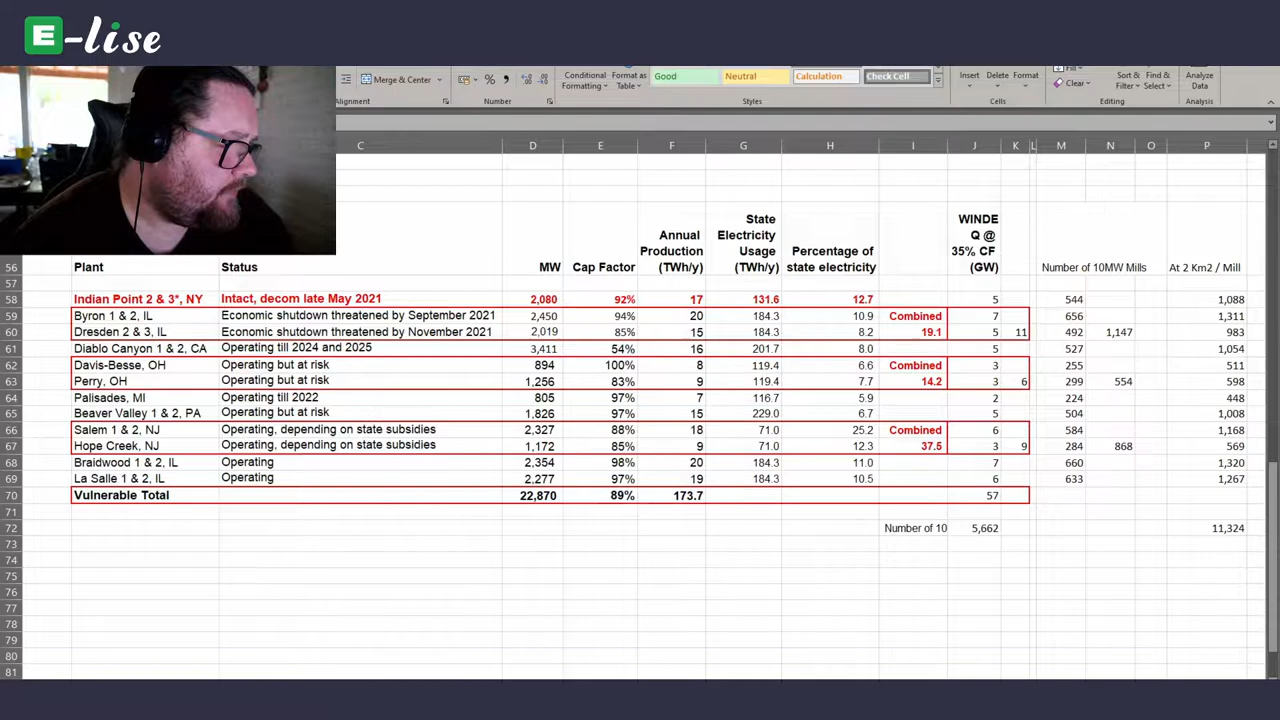 E-lise
Merge & Center
%
,
Conditional
Formatting
Format as
Table
Good
Neutral
Calculation
Check Cell
Insert
Delete
Format
Fill
Clear
Sort &
Filter
Find &
Select
Analyze
Data
Alignment
Number
Styles
Cells
Editing
Analysis
C D E F G H I J K L M N O P
State WINDE
Annual Electricity Q @
Production Usage Percentage of 35% CF
56 Plant Status MW Cap Factor (TWh/y) (TWh/y) state electricity (GW) Number of 10MW Mills At 2 Km2 / Mill
57
58 Indian Point 2 & 3*, NY Intact, decom late May 2021 2,080 92% 17 131.6 12.7 5 544 1,088
59 Byron 1 & 2, IL Economic shutdown threatened by September 2021 2,450 94% 20 184.3 10.9 Combined 7 656 1,311
60 Dresden 2 & 3, IL Economic shutdown threatened by November 2021 2,019 85% 15 184.3 8.2 19.1 5 11 492 1,147 983
61 Diablo Canyon 1 & 2, CA Operating till 2024 and 2025 3,411 54% 16 201.7 8.0 5 527 1,054
62 Davis-Besse, OH Operating but at risk 894 100% 8 119.4 6.6 Combined 3 255 511
63 Perry, OH Operating but at risk 1,256 83% 9 119.4 7.7 14.2 3 6 299 554 598
64 Palisades, MI Operating till 2022 805 97% 7 116.7 5.9 2 224 448
65 Beaver Valley 1 & 2, PA Operating but at risk 1,826 97% 15 229.0 6.7 5 504 1,008
66 Salem 1 & 2, NJ Operating, depending on state subsidies 2,327 88% 18 71.0 25.2 Combined 6 584 1,168
67 Hope Creek, NJ Operating, depending on state subsidies 1,172 85% 9 71.0 12.3 37.5 3 9 284 868 569
68 Braidwood 1 & 2, IL Operating 2,354 98% 20 184.3 11.0 7 660 1,320
69 La Salle 1 & 2, IL Operating 2,277 97% 19 184.3 10.5 6 633 1,267
70 Vulnerable Total 22,870 89% 173.7 57
71
72 Number of 10 5,662 11,324
73
74
75
76
77
78
79
80
81